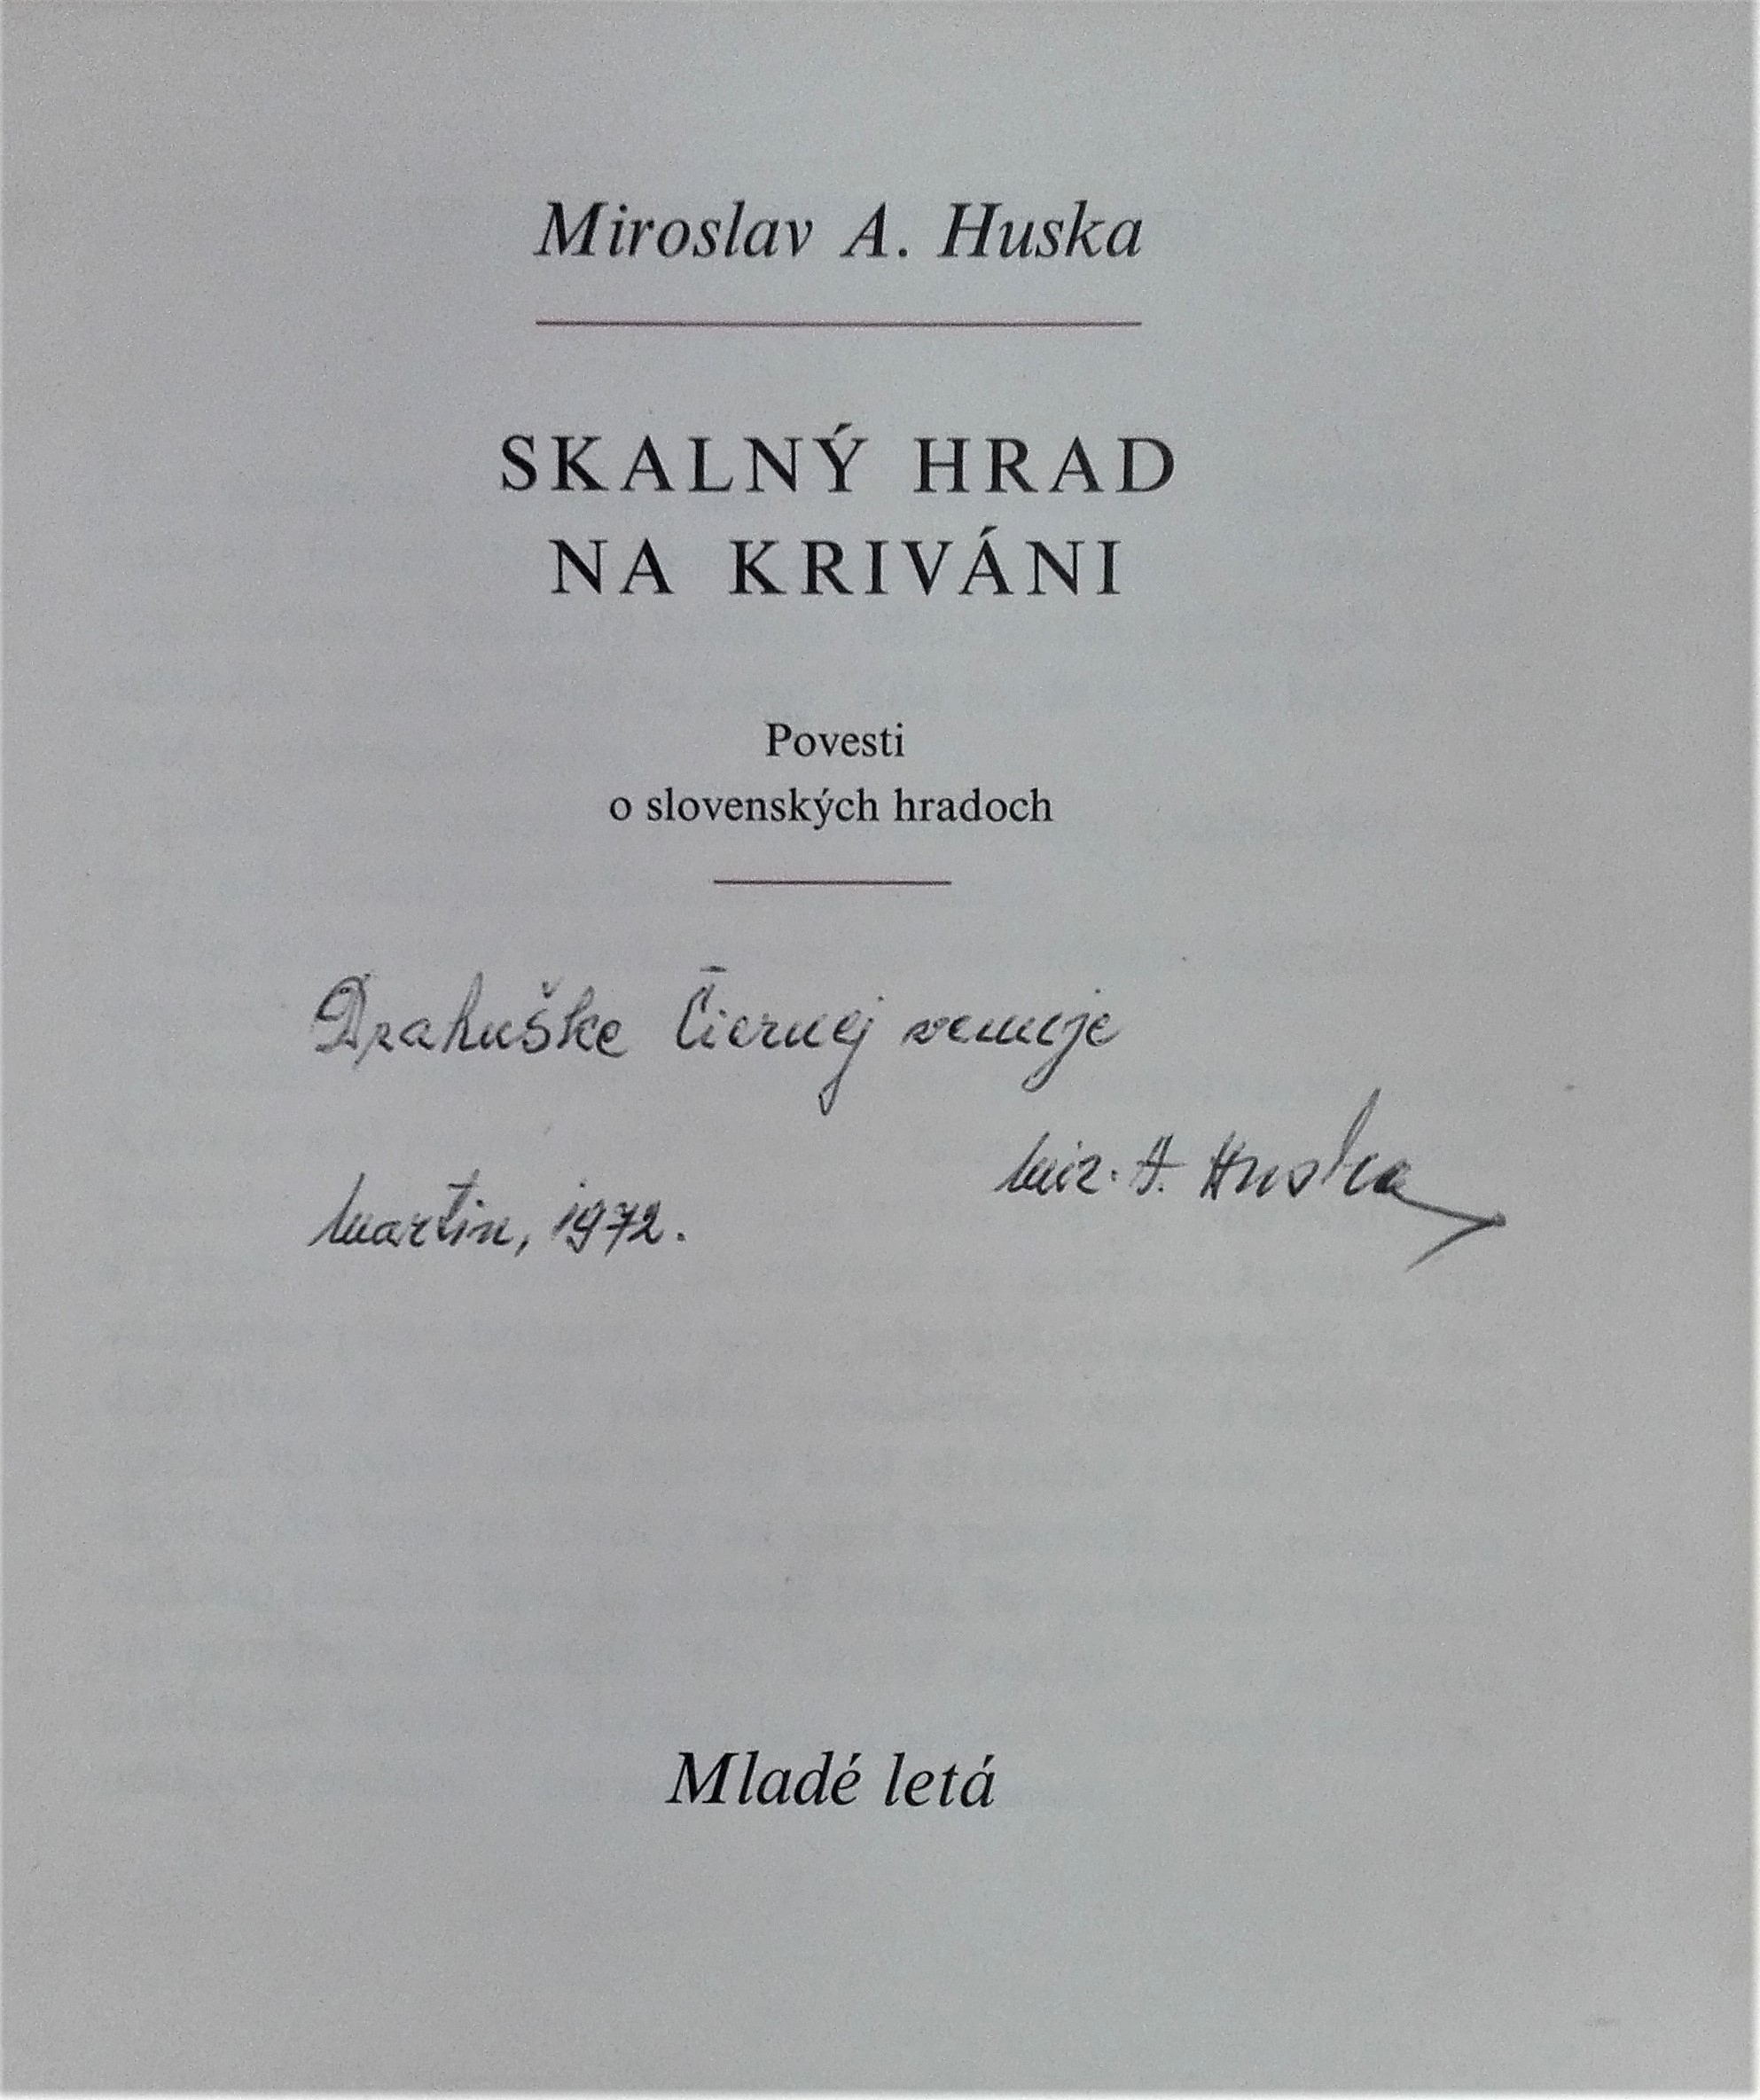 Miroslav A. Huska
SKALNÝ HRAD
NA KRIVÁNI
Povesti
o slovenských hradoch
Drahuške Čiernej venuje
Mir. A. Huska
Martin, 1972.
Mladé letá